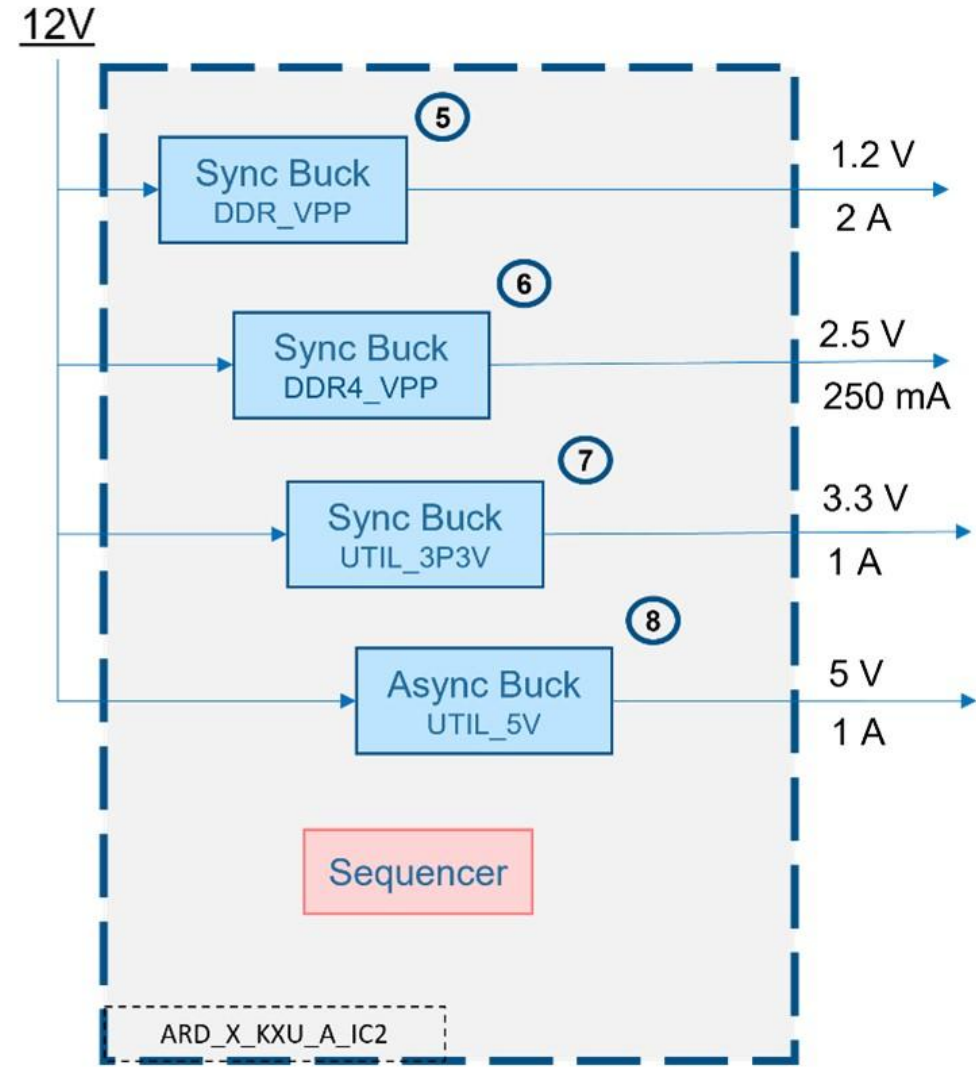 12V
5
Sync Buck
DDR_VPP
1.2 V
2 A
6
Sync Buck
DDR4_VPP
2.5 V
250 mA
7
Sync Buck
UTIL_3P3V
3.3 V
1 A
8
Async Buck
UTIL_5V
5 V
1 A
Sequencer
ARD_X_KXU_A_IC2